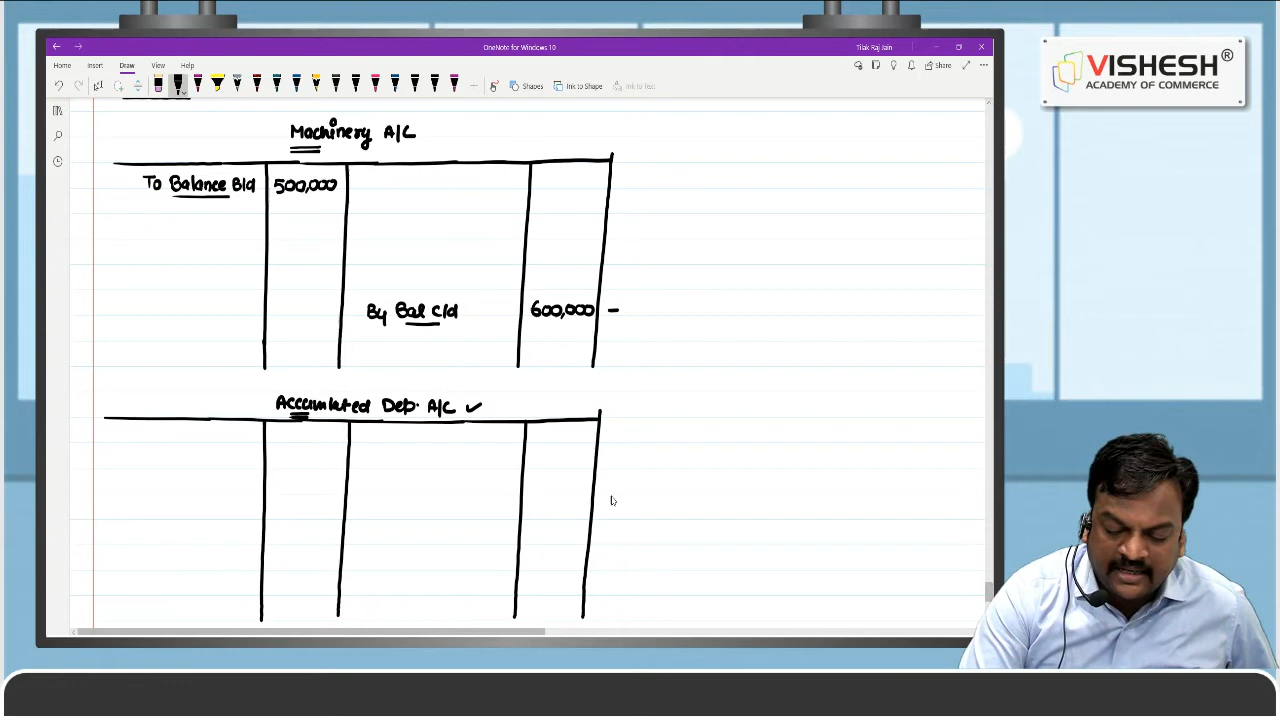 OneNote for Windows 10
Tilak Raj Jain
Home Insert Draw View Help
Share
Shapes Ink to Shape Ink to Text
VISHESH®
ACADEMY OF COMMERCE
Machinery A/C
To Balance B/d 500,000
By Bal C/d 600,000 –
Accumlated Dep. A/C ✓